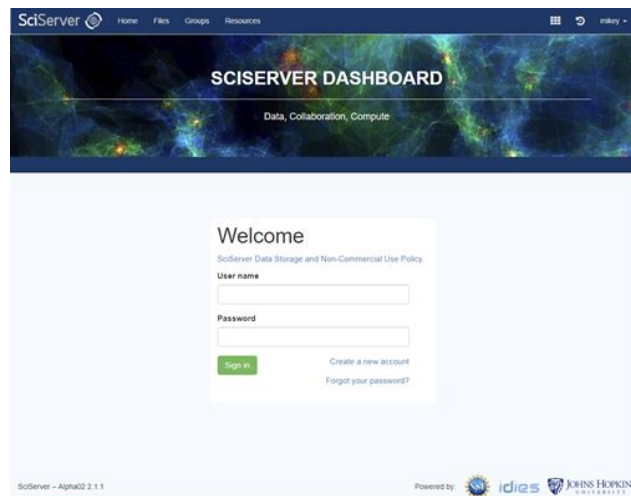 SciServer Home Files Groups Resources mikey
SCISERVER DASHBOARD
Data, Collaboration, Compute
Welcome
SciServer Data Storage and Non-Commercial Use Policy.
User name
Password
Sign in Create a new account
Forgot your password?
SciServer – Alpha02 2.1.1 Powered by: NSF idies JOHNS HOPKIN
UNIVERSITY